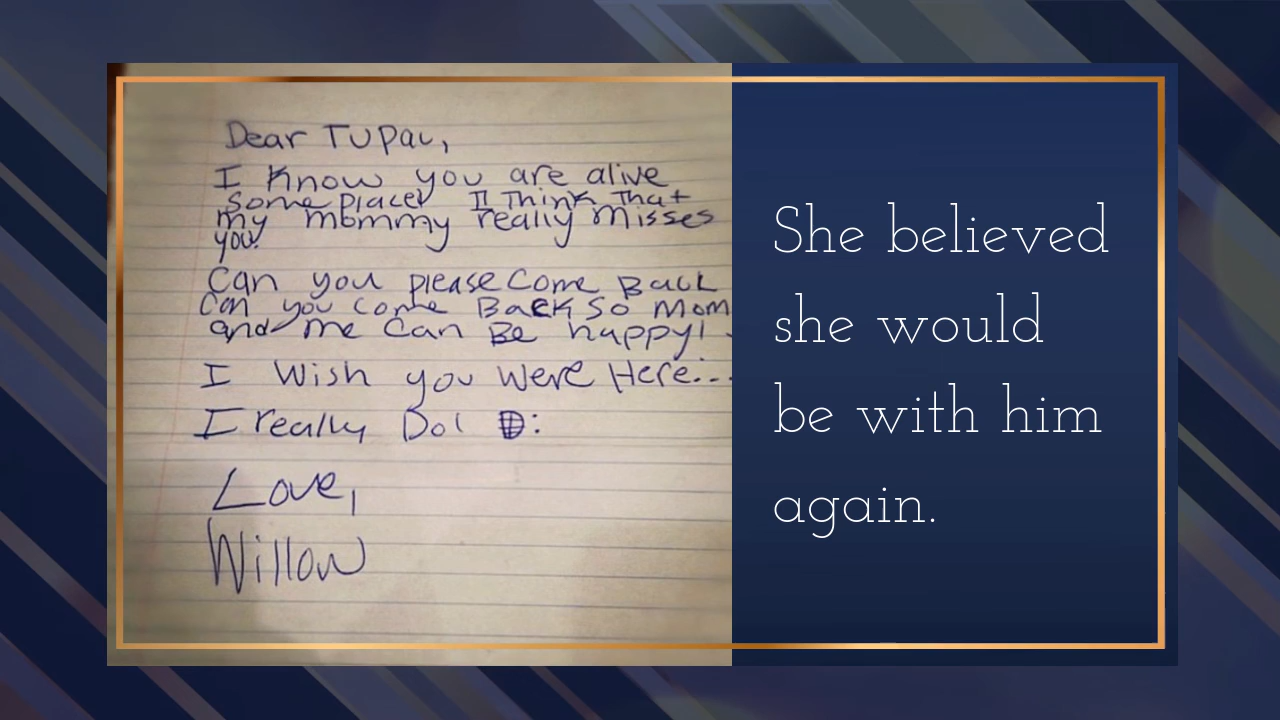 Dear Tupac,
I know you are alive
some place! I Think That
my mommy really misses
you.
Can you please Come Back
Can you come Back So Mom
and me Can Be happy!
I Wish you Were Here...
I really Do!
Love,
Willow
She believed
she would
be with him
again.